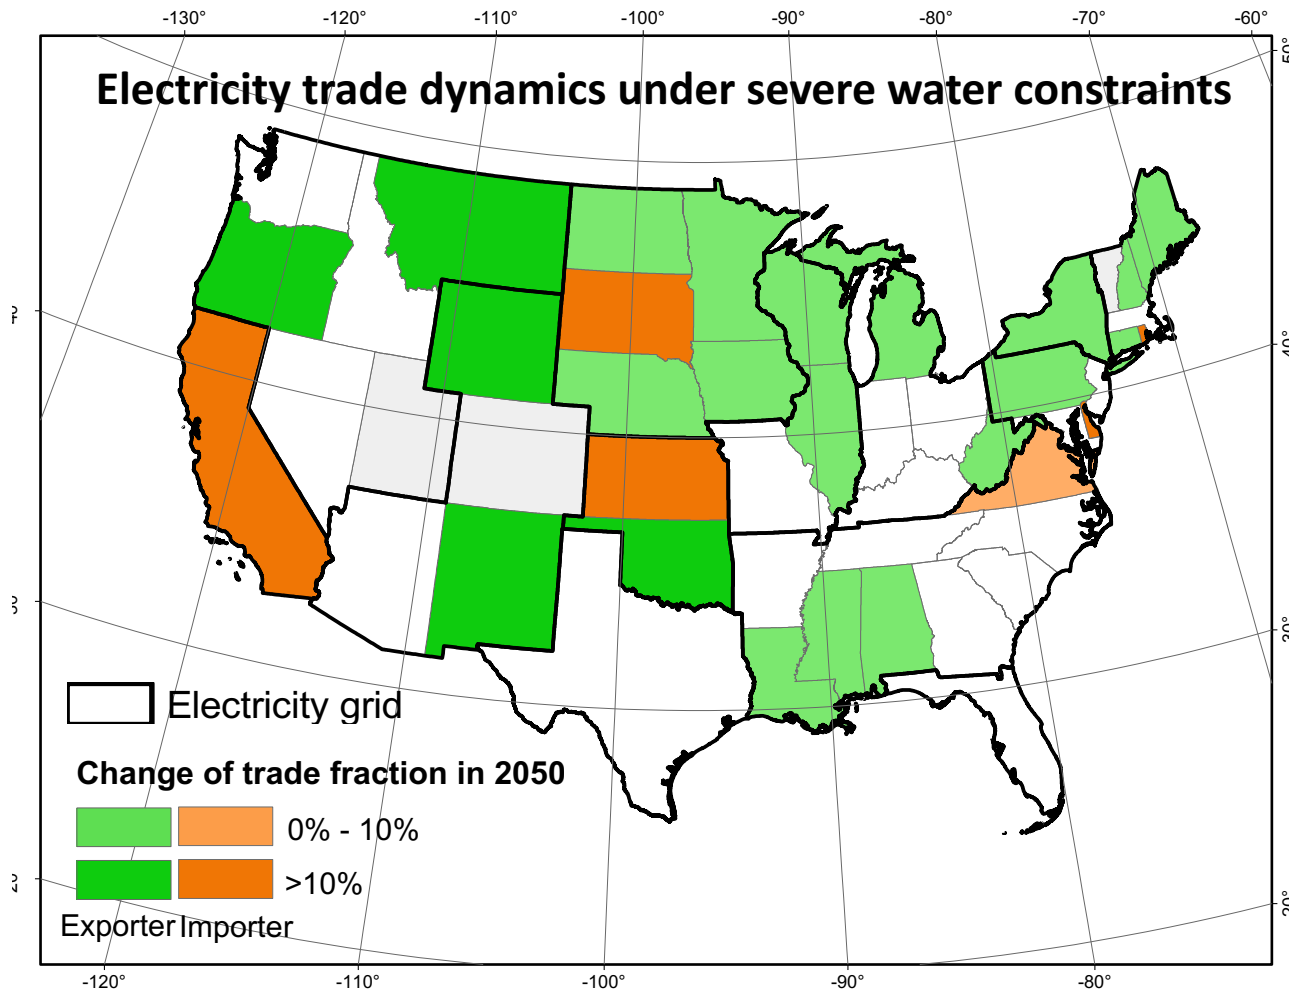 -130° -120° -110° -100° -90° -80° -70° -60°
Electricity trade dynamics under severe water constraints
Electricity grid
Change of trade fraction in 2050
0% - 10%
>10%
Exporter Importer
-120° -110° -100° -90° -80°